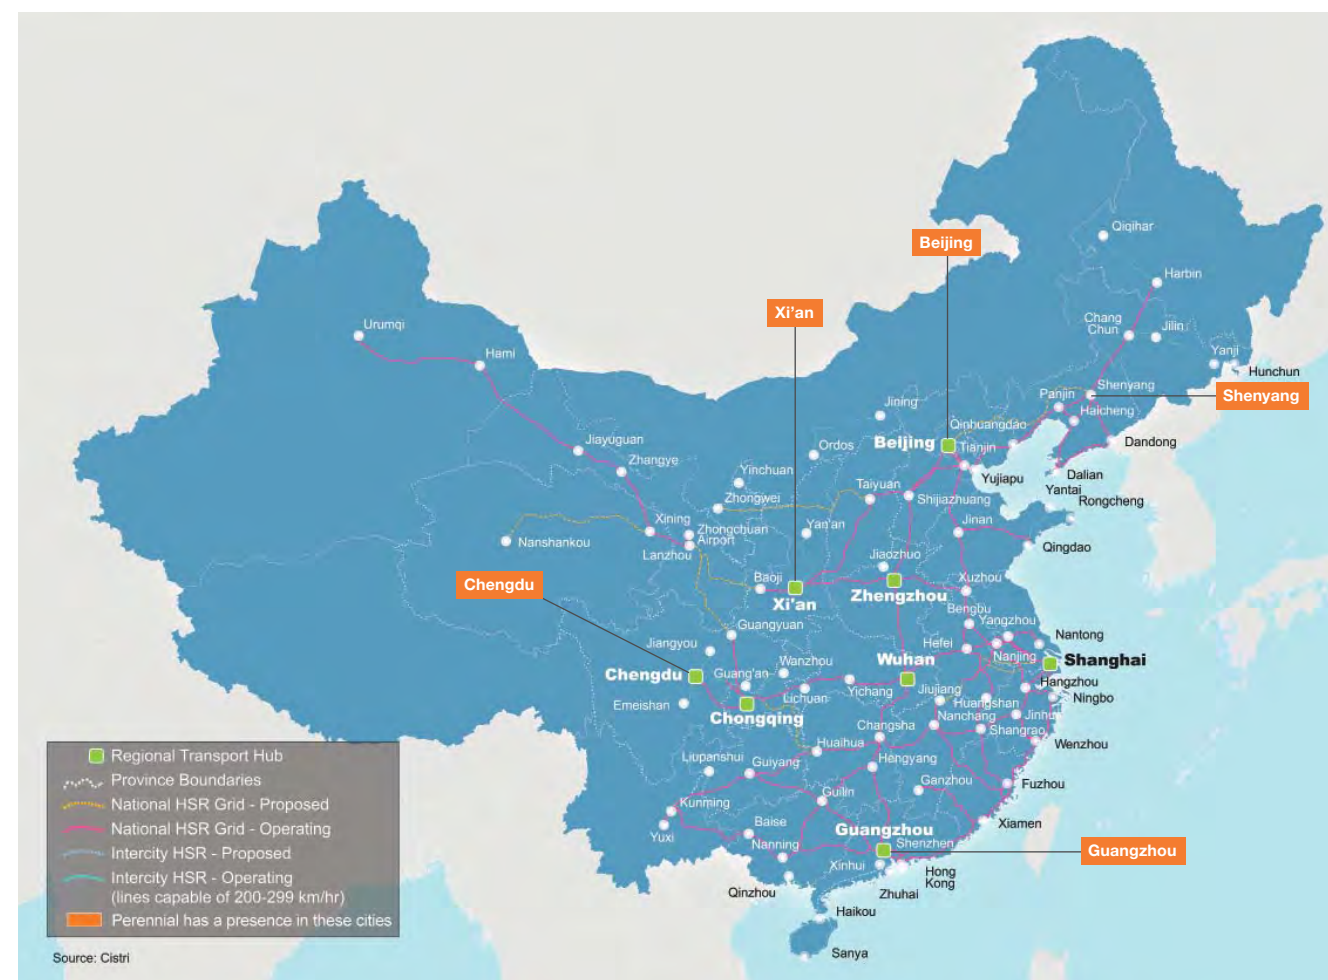 Qiqihar
Beijing
Harbin
Xi'an
Chang
Chun
Jilin
Urumqi
Hami
Yanji
Hunchun
Shenyang
Shenyang
Panjin
Jining
Haicheng
Qinhuangdao
Beijing
Tianjin
Dandong
Jiayuguan
Ordos
Zhangye
Yinchuan
Dalian
Yujiapu
Taiyuan
Yantai
Zhongwei
Shijiazhuang
Rongcheng
Xining
Zhongchuan
Airport
Yan'an
Jinan
Nanshankou
Lanzhou
Qingdao
Jiaozhuo
Chengdu
Baoji
Xuzhou
Xi'an
Zhengzhou
Bengbu
Guangyuan
Yangzhou
Nantong
Jiangyou
Hefei
Wanzhou
Wuhan
Nanjing
Shanghai
Chengdu
Guang'an
Hangzhou
Lichuan
Yichang
Jiujiang
Ningbo
Emeishan
Huangshan
Chongqing
Nanchang
Jinhu
Changsha
Shangrao
Huaihua
Wenzhou
Liupanshui
Guiyang
Hengyang
Ganzhou
Fuzhou
Kunming
Guilin
Baise
Xiamen
Yuxi
Guangzhou
Nanning
Shenzhen
Guangzhou
Xinhui
Hong
Kong
Qinzhou
Zhuhai
Haikou
Sanya
Regional Transport Hub
Province Boundaries
National HSR Grid - Proposed
National HSR Grid - Operating
Intercity HSR - Proposed
Intercity HSR - Operating
(lines capable of 200-299 km/hr)
Perennial has a presence in these cities
Source: Cistri